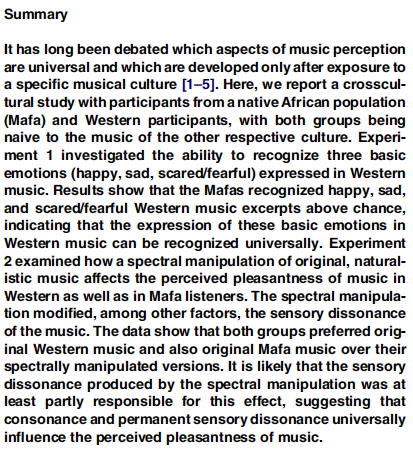 Summary
It has long been debated which aspects of music perception
are universal and which are developed only after exposure to
a specific musical culture [1–5]. Here, we report a crosscul-
tural study with participants from a native African population
(Mafa) and Western participants, with both groups being
naive to the music of the other respective culture. Experi-
ment 1 investigated the ability to recognize three basic
emotions (happy, sad, scared/fearful) expressed in Western
music. Results show that the Mafas recognized happy, sad,
and scared/fearful Western music excerpts above chance,
indicating that the expression of these basic emotions in
Western music can be recognized universally. Experiment
2 examined how a spectral manipulation of original, natural-
istic music affects the perceived pleasantness of music in
Western as well as in Mafa listeners. The spectral manipula-
tion modified, among other factors, the sensory dissonance
of the music. The data show that both groups preferred orig-
inal Western music and also original Mafa music over their
spectrally manipulated versions. It is likely that the sensory
dissonance produced by the spectral manipulation was at
least partly responsible for this effect, suggesting that
consonance and permanent sensory dissonance universally
influence the perceived pleasantness of music.